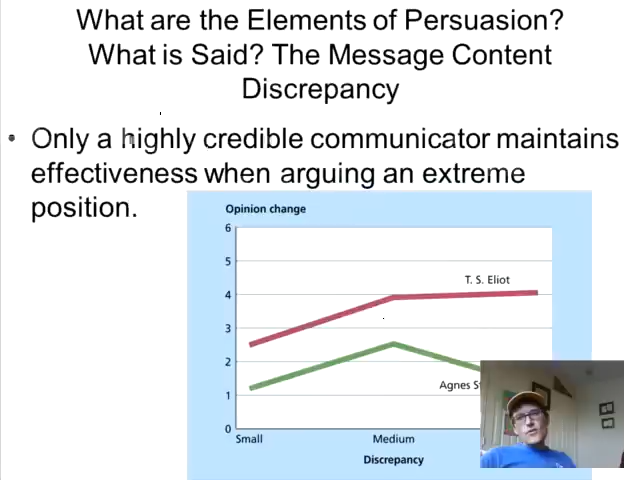 What are the Elements of Persuasion?
What is Said? The Message Content
Discrepancy
• Only a highly credible communicator maintains
effectiveness when arguing an extreme
position.
Opinion change
6
5
4
3
2
1
0
T. S. Eliot
Agnes
Small
Medium
Discrepancy